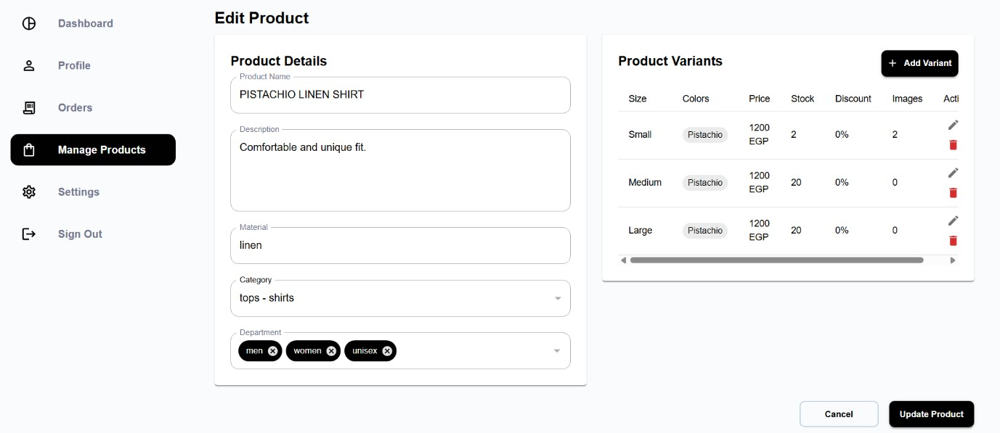 Dashboard
Profile
Orders
Manage Products
Settings
Sign Out
Edit Product
Product Details
Product Name
PISTACHIO LINEN SHIRT
Description
Comfortable and unique fit.
Material
linen
Category
tops - shirts
Department
men women unisex
Product Variants
+ Add Variant
Size Colors Price Stock Discount Images Acti
Small Pistachio 1200 EGP 2 0% 2
Medium Pistachio 1200 EGP 20 0% 0
Large Pistachio 1200 EGP 20 0% 0
Cancel Update Product